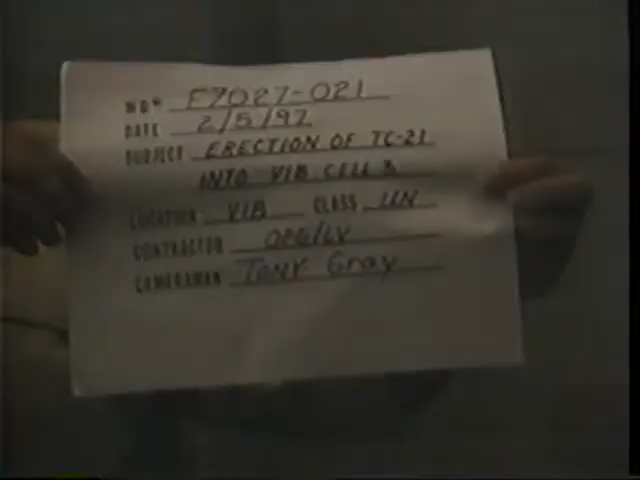 WO# F7027-021
DATE 2/5/97
SUBJECT ERECTION OF TC-21
INTO VIB CELL 3
LOCATION VIB CLASS UN
CONTRACTOR OPG/LV
CAMERAMAN TONY Gray